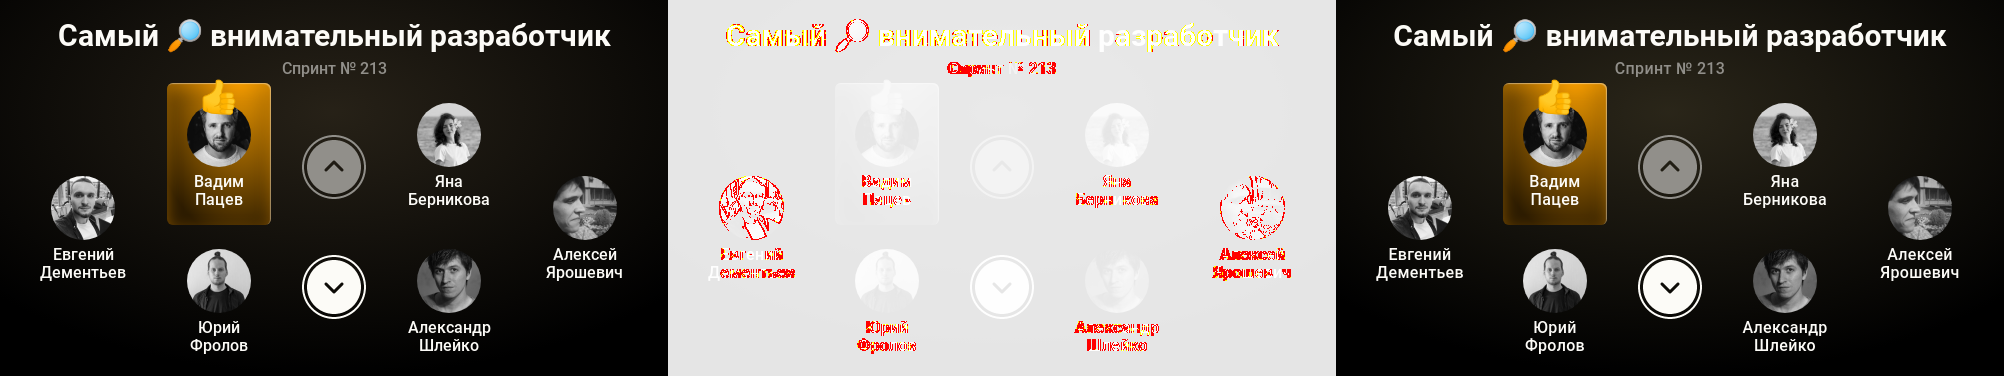 Самый 🔎 внимательный разработчик
Спринт № 213
Вадим
Пацев
Яна
Берникова
Евгений
Дементьев
Алексей
Ярошевич
Юрий
Фролов
Александр
Шлейко
Самый 🔎 внимательный разработчик
Спринт № 213
Вадим
Пацев
Яна
Берникова
Евгений
Дементьев
Алексей
Ярошевич
Юрий
Фролов
Александр
Шлейко
Самый 🔎 внимательный разработчик
Спринт № 213
Вадим
Пацев
Яна
Берникова
Евгений
Дементьев
Алексей
Ярошевич
Юрий
Фролов
Александр
Шлейко